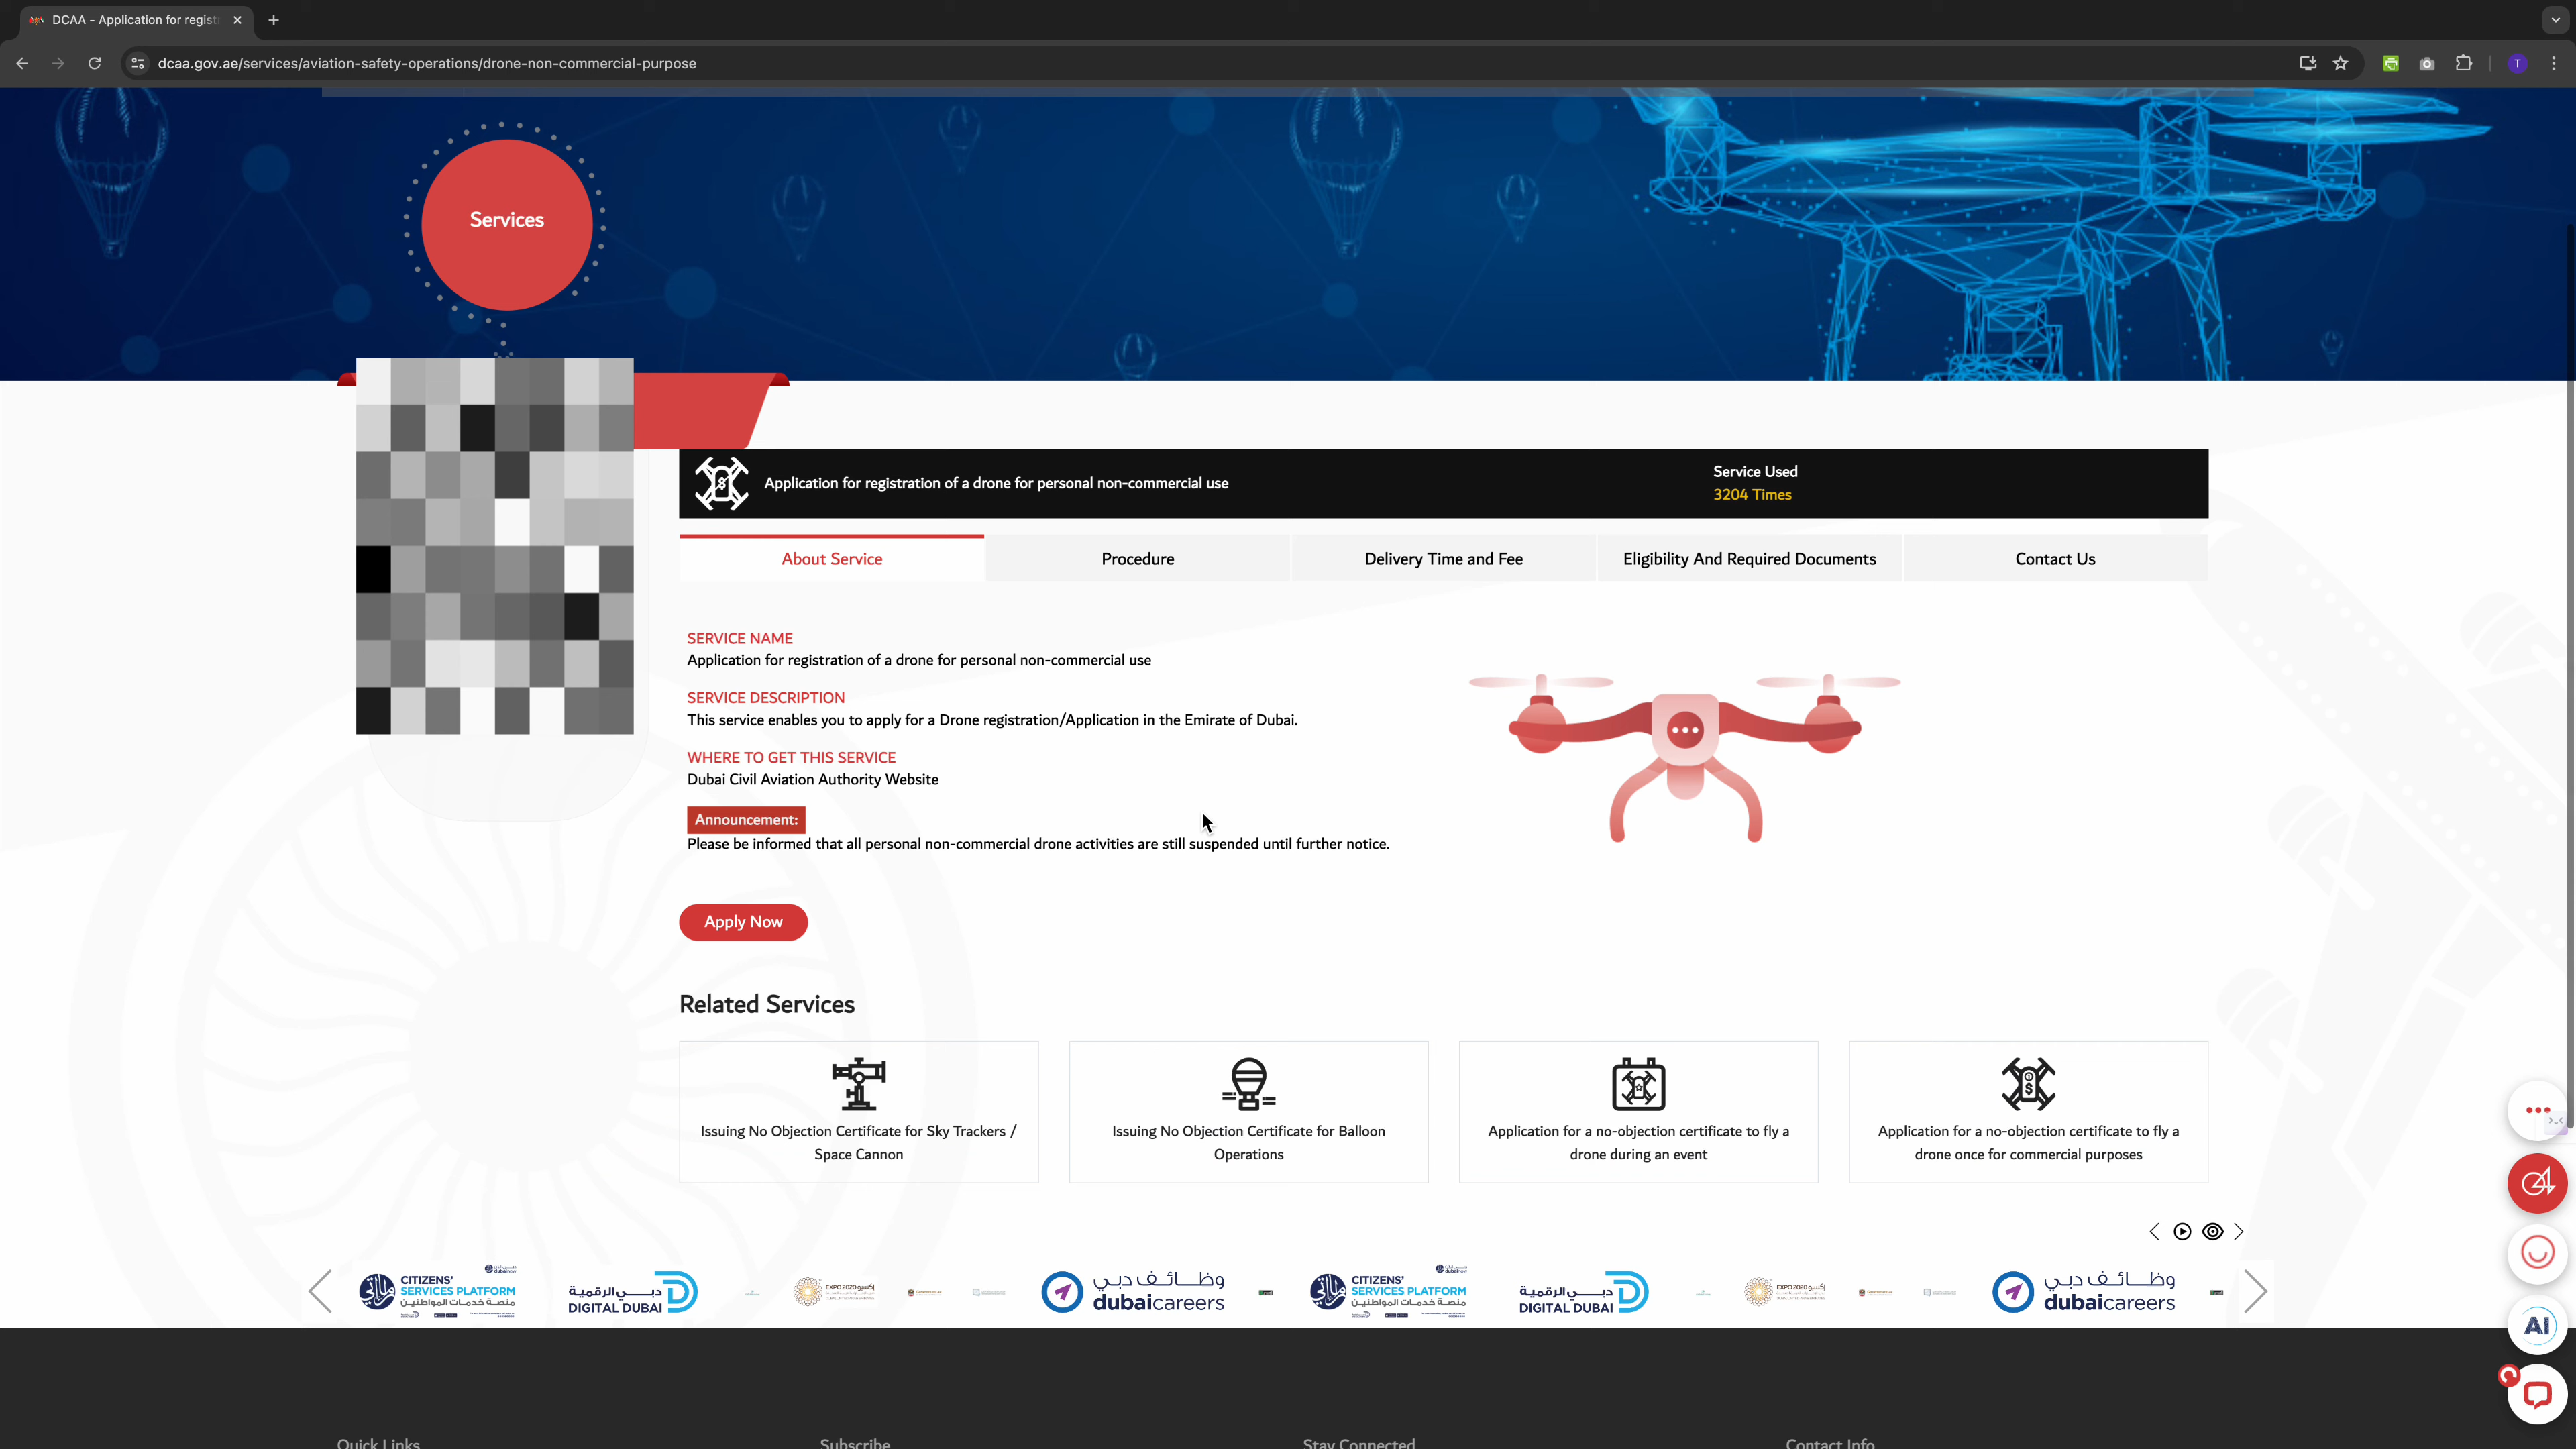 DCAA - Application for regist
dcaa.gov.ae/services/aviation-safety-operations/drone-non-commercial-purpose
T
Services
Application for registration of a drone for personal non-commercial use
Service Used
3204 Times
About Service
Procedure
Delivery Time and Fee
Eligibility And Required Documents
Contact Us
SERVICE NAME
Application for registration of a drone for personal non-commercial use
SERVICE DESCRIPTION
This service enables you to apply for a Drone registration/Application in the Emirate of Dubai.
WHERE TO GET THIS SERVICE
Dubai Civil Aviation Authority Website
Announcement:
Please be informed that all personal non-commercial drone activities are still suspended until further notice.
Apply Now
Related Services
Issuing No Objection Certificate for Sky Trackers /
Space Cannon
Issuing No Objection Certificate for Balloon
Operations
Application for a no-objection certificate to fly a
drone during an event
Application for a no-objection certificate to fly a
drone once for commercial purposes
CITIZENS'
SERVICES PLATFORM
منصة خدمات المواطنين
دبي الرقمية
DIGITAL DUBAI
EXPO 2020
وظائف دبي
dubaicareers
CITIZENS'
SERVICES PLATFORM
منصة خدمات المواطنين
دبي الرقمية
DIGITAL DUBAI
EXPO 2020
وظائف دبي
dubaicareers
04
AI
Quick Links
Subscribe
Stay Connected
Contact Info